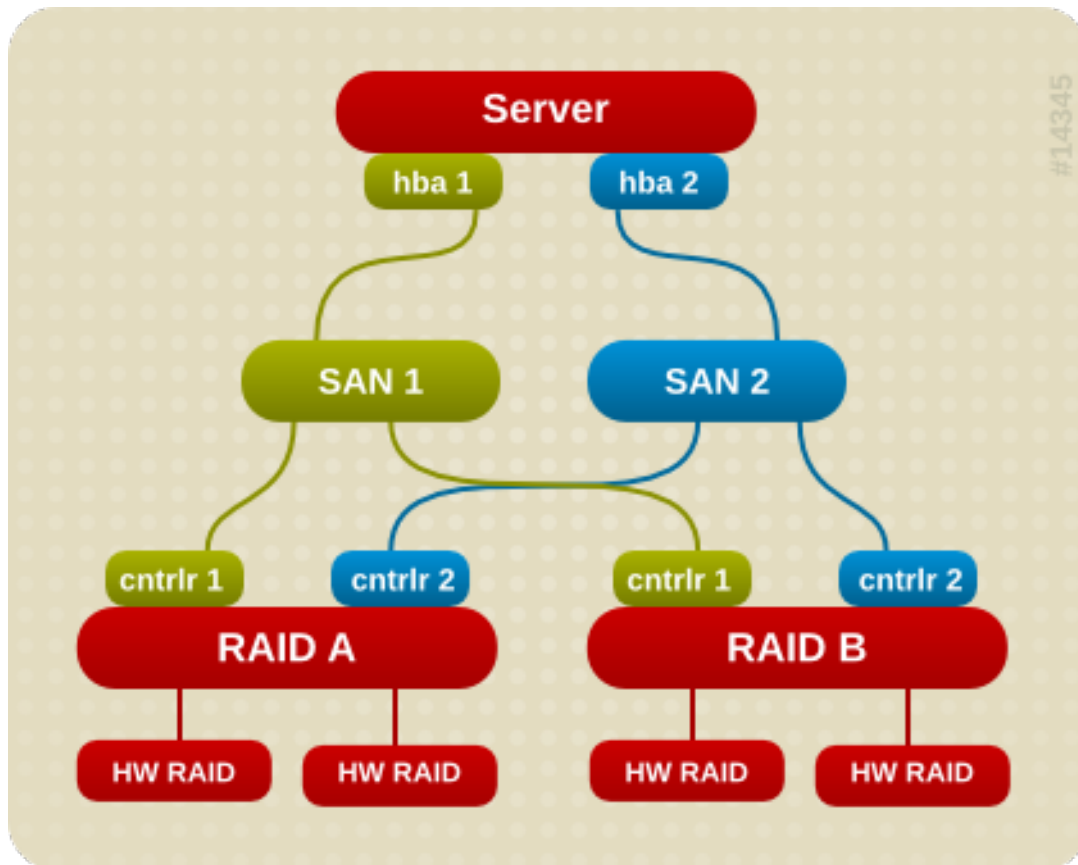 Server
#14345
hba 1
hba 2
SAN 1
SAN 2
cntrlr 1
cntrlr 2
cntrlr 1
cntrlr 2
RAID A
RAID B
HW RAID
HW RAID
HW RAID
HW RAID